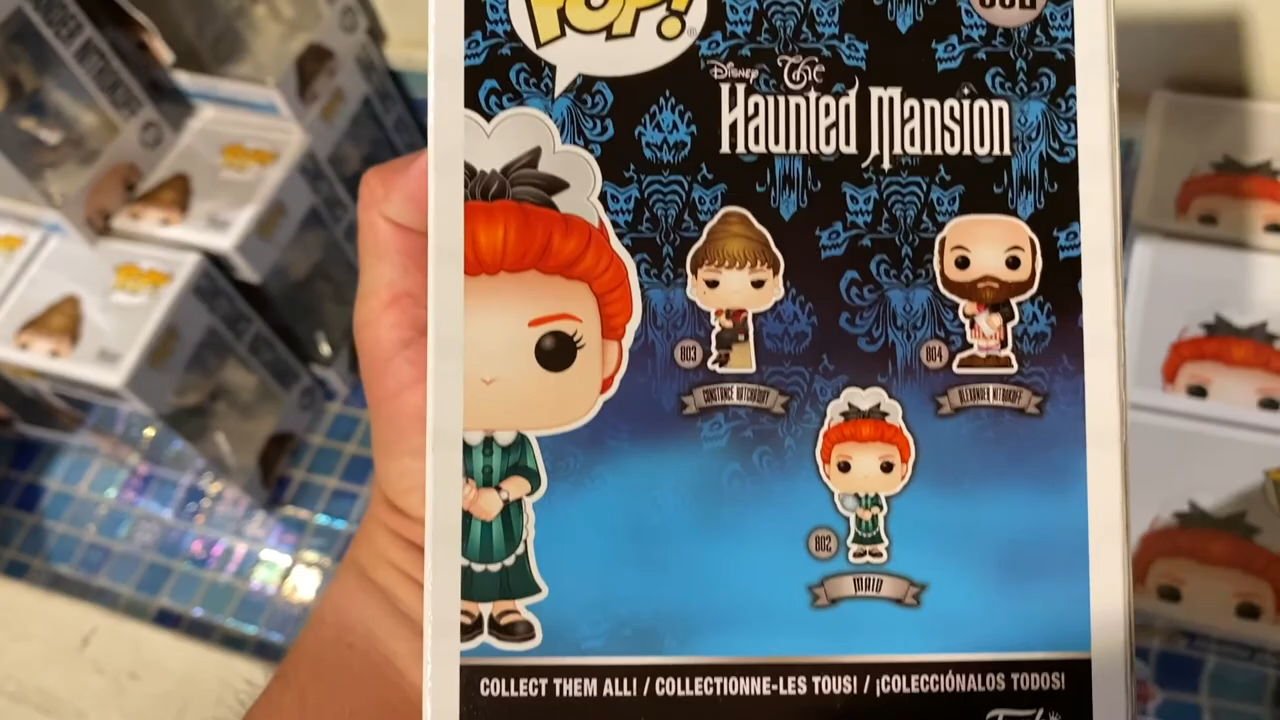 POP!
DISNEY The
Haunted Mansion
803
CONSTANCE HATCHAWAY
804
ALEXANDER NITROKOFF
802
MAID
COLLECT THEM ALL! / COLLECTIONNE-LES TOUS! / ¡COLECCIÓNALOS TODOS!